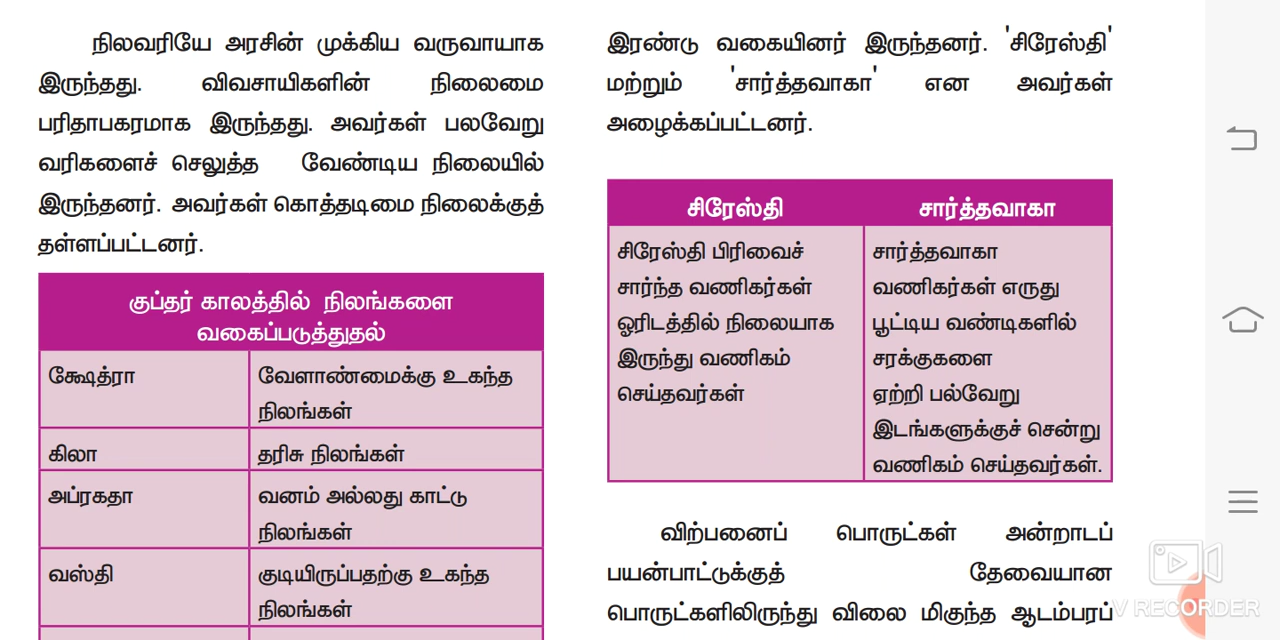 நிலவரியே அரசின் முக்கிய வருவாயாக
இருந்தது. விவசாயிகளின் நிலைமை
பரிதாபகரமாக இருந்தது. அவர்கள் பலவேறு
வரிகளைச் செலுத்த வேண்டிய நிலையில்
இருந்தனர். அவர்கள் கொத்தடிமை நிலைக்குத்
தள்ளப்பட்டனர்.
குப்தர் காலத்தில் நிலங்களை
வகைப்படுத்துதல்
க்ஷேத்ரா
வேளாண்மைக்கு உகந்த
நிலங்கள்
கிலா
தரிசு நிலங்கள்
அப்ரகதா
வனம் அல்லது காட்டு
நிலங்கள்
வஸ்தி
குடியிருப்பதற்கு உகந்த
நிலங்கள்
இரண்டு வகையினர் இருந்தனர். 'சிரேஸ்தி'
மற்றும் 'சார்த்தவாகா' என அவர்கள்
அழைக்கப்பட்டனர்.
சிரேஸ்தி
சார்த்தவாகா
சிரேஸ்தி பிரிவைச்
சார்ந்த வணிகர்கள்
ஓரிடத்தில் நிலையாக
இருந்து வணிகம்
செய்தவர்கள்
சார்த்தவாகா
வணிகர்கள் எருது
பூட்டிய வண்டிகளில்
சரக்குகளை
ஏற்றி பல்வேறு
இடங்களுக்குச் சென்று
வணிகம் செய்தவர்கள்.
விற்பனைப் பொருட்கள் அன்றாடப்
பயன்பாட்டுக்குத் தேவையான
பொருட்களிலிருந்து விலை மிகுந்த ஆடம்பரப்
V RECORDER